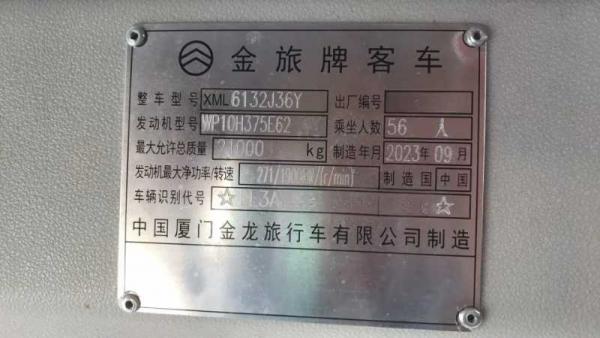 金旅牌客车
整车型号 XML6132J36Y 出厂编号
发动机型号 WP10H375E62 乘坐人数 56 人
最大允许总质量 21000 kg 制造年月 2023年09月
发动机最大净功率/转速 271/1900kW/(r/min) 制造国 中国
车辆识别代号 ☆ ☆
中国厦门金龙旅行车有限公司制造